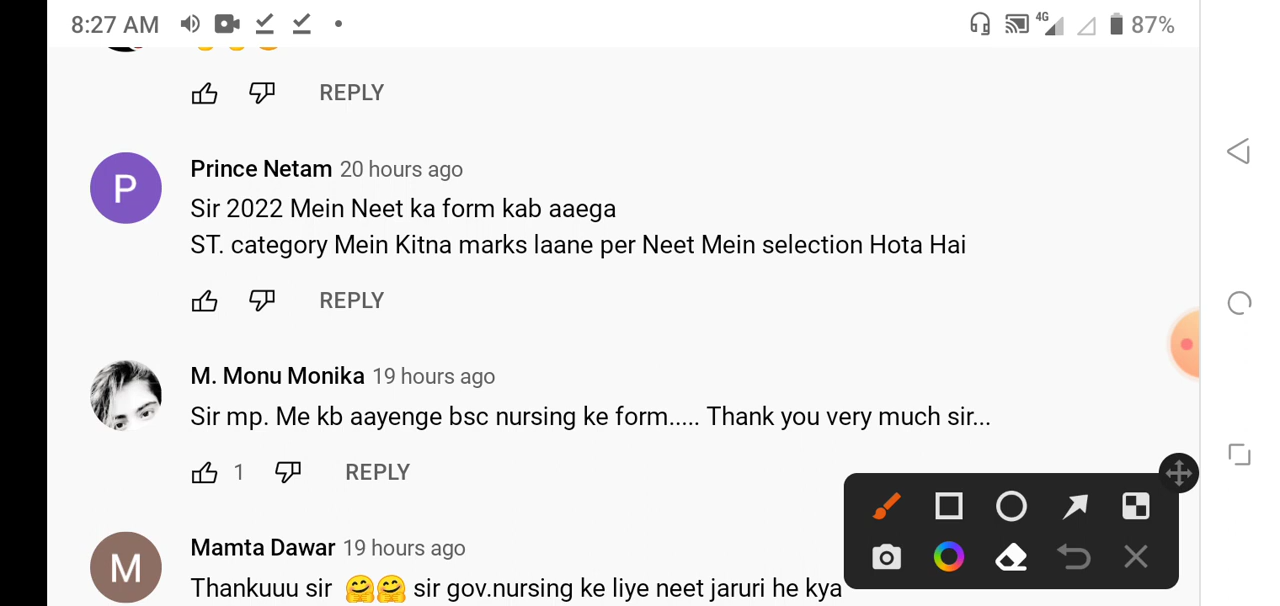 8:27 AM 4G 87%
REPLY
P
Prince Netam 20 hours ago
Sir 2022 Mein Neet ka form kab aaega
ST. category Mein Kitna marks laane per Neet Mein selection Hota Hai
REPLY
M. Monu Monika 19 hours ago
Sir mp. Me kb aayenge bsc nursing ke form..... Thank you very much sir...
1 REPLY
M
Mamta Dawar 19 hours ago
Thankuuu sir 🤗🤗 sir gov.nursing ke liye neet jaruri he kya